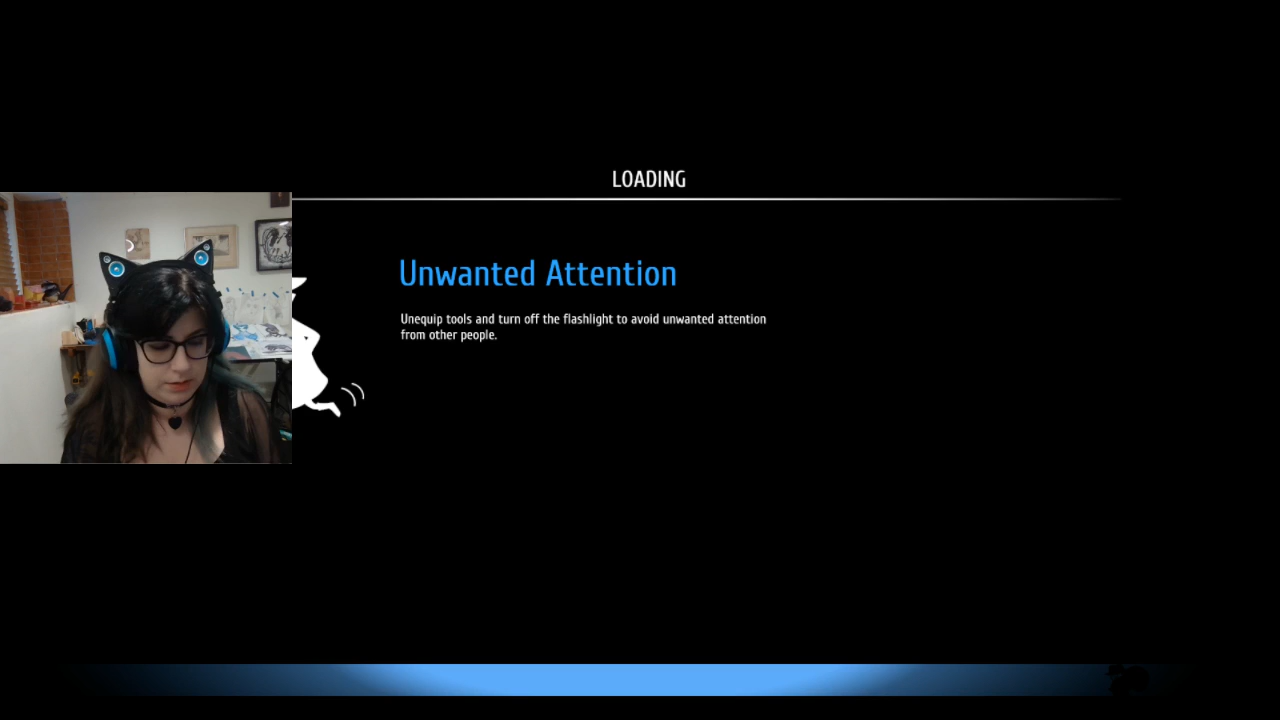 LOADING
Unwanted Attention
Unequip tools and turn off the flashlight to avoid unwanted attention
from other people.